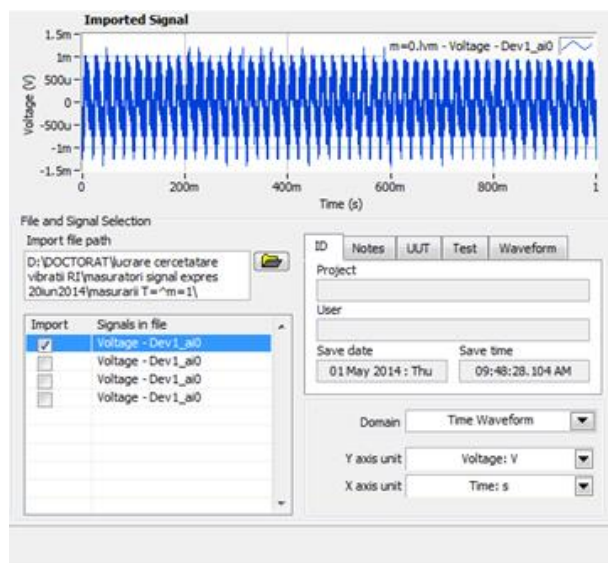 Imported Signal
m=0.lvm - Voltage - Dev1_ai0
1.5m
1m
500u
0
-500u
-1m
-1.5m
Voltage (V)
0 200m 400m 600m 800m 1
Time (s)
File and Signal Selection
Import file path
D:\DOCTORAT\lucrare cercetatare
vibratii RI\masuratori signal expres
20iun2014\masurarii T=^m=1\
Import Signals in file
Voltage - Dev1_ai0
Voltage - Dev1_ai0
Voltage - Dev1_ai0
Voltage - Dev1_ai0
ID Notes UUT Test Waveform
Project
User
Save date Save time
01 May 2014 : Thu 09:48:28.104 AM
Domain Time Waveform
Y axis unit Voltage: V
X axis unit Time: s